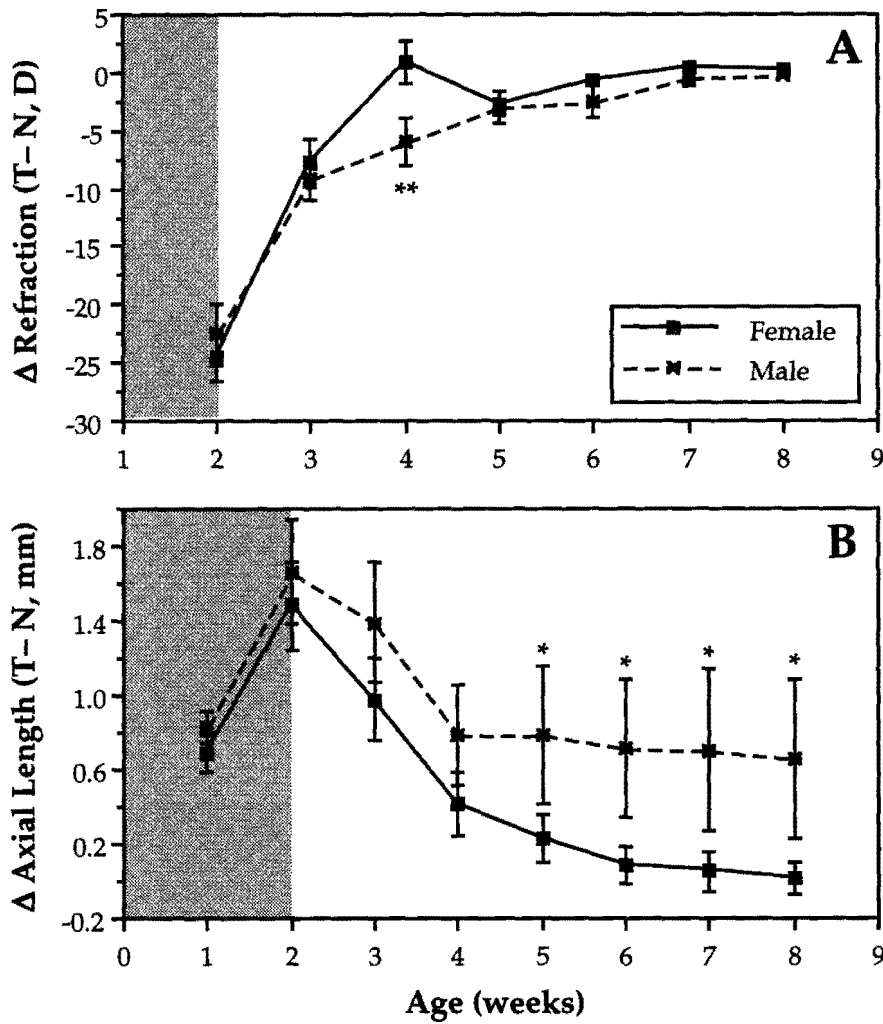 A
Δ Refraction (T– N, D)
5
0
-5
-10
-15
-20
-25
-30
**
Female
Male
1 2 3 4 5 6 7 8 9
B
Δ Axial Length (T– N, mm)
1.8
1.4
1.0
0.6
0.2
-0.2
* * * *
0 1 2 3 4 5 6 7 8 9
Age (weeks)